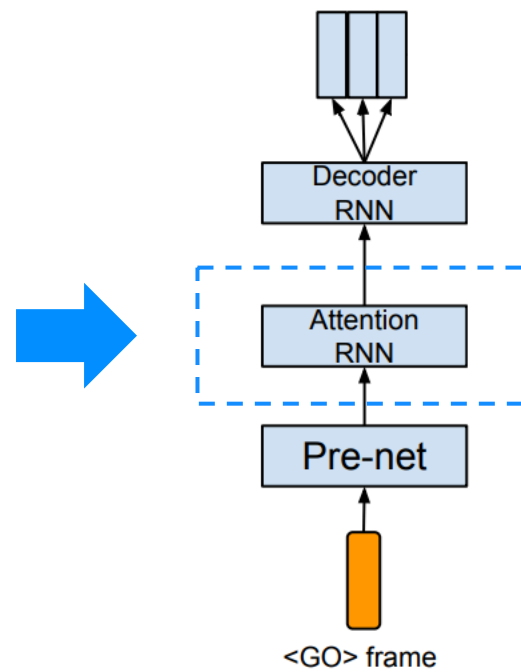 Decoder
RNN
Attention
RNN
Pre-net
<GO> frame